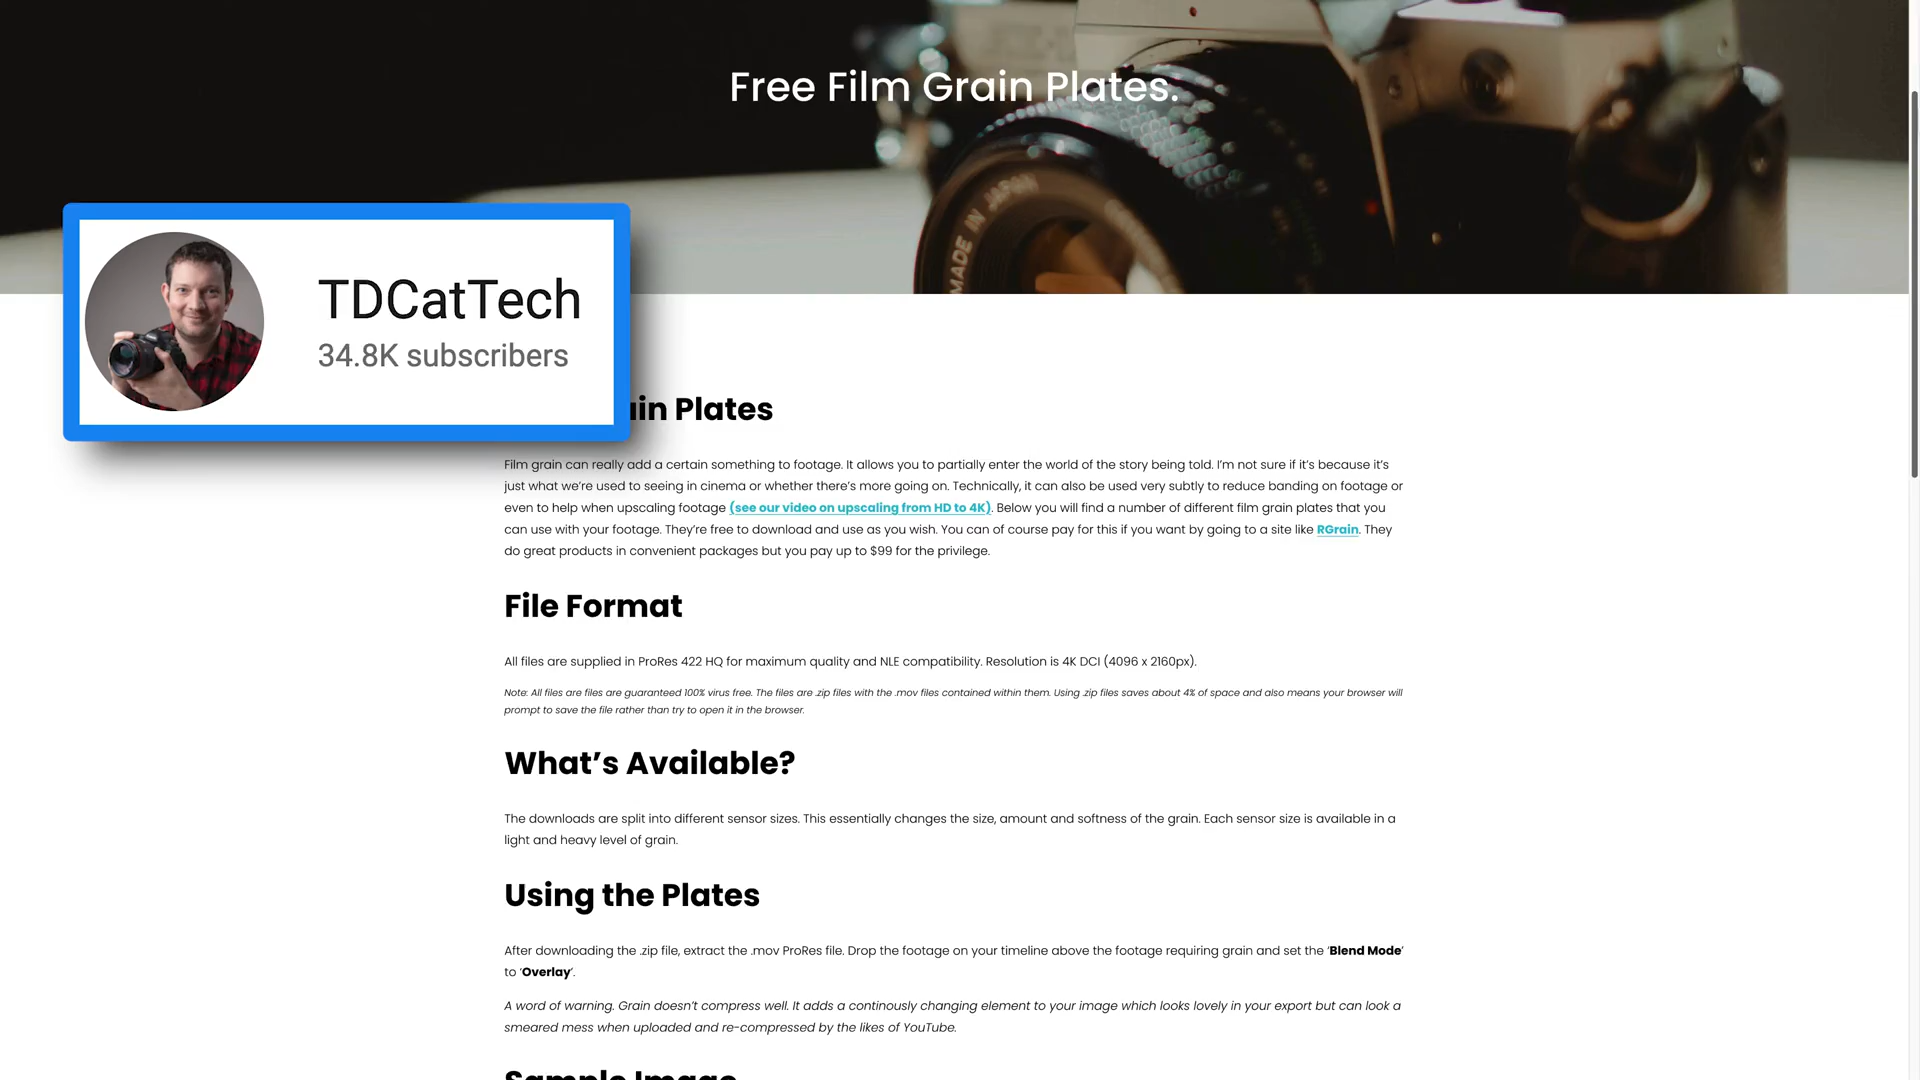 Free Film Grain Plates.
MADE IN JAPAN
TDCatTech
34.8K subscribers
in Plates
Film grain can really add a certain something to footage. It allows you to partially enter the world of the story being told. I'm not sure if it's because it's
just what we're used to seeing in cinema or whether there's more going on. Technically, it can also be used very subtly to reduce banding on footage or
even to help when upscaling footage (see our video on upscaling from HD to 4K). Below you will find a number of different film grain plates that you
can use with your footage. They're free to download and use as you wish. You can of course pay for this if you want by going to a site like RGrain. They
do great products in convenient packages but you pay up to $99 for the privilege.
File Format
All files are supplied in ProRes 422 HQ for maximum quality and NLE compatibility. Resolution is 4K DCI (4096 x 2160px).
Note: All files are files are guaranteed 100% virus free. The files are .zip files with the .mov files contained within them. Using .zip files saves about 4% of space and also means your browser will
prompt to save the file rather than try to open it in the browser.
What's Available?
The downloads are split into different sensor sizes. This essentially changes the size, amount and softness of the grain. Each sensor size is available in a
light and heavy level of grain.
Using the Plates
After downloading the .zip file, extract the .mov ProRes file. Drop the footage on your timeline above the footage requiring grain and set the 'Blend Mode'
to 'Overlay'.
A word of warning. Grain doesn't compress well. It adds a continously changing element to your image which looks lovely in your export but can look a
smeared mess when uploaded and re-compressed by the likes of YouTube.
Sample Image